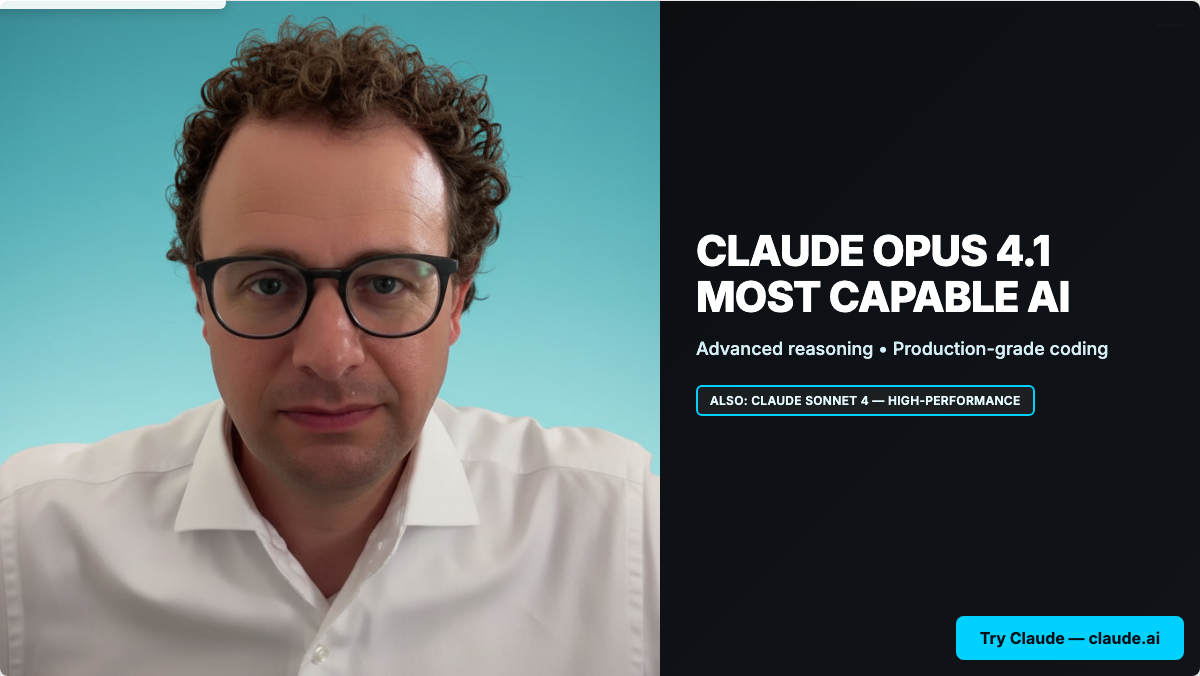 CLAUDE OPUS 4.1
MOST CAPABLE AI
Advanced reasoning • Production-grade coding
ALSO: CLAUDE SONNET 4 — HIGH-PERFORMANCE
Try Claude — claude.ai